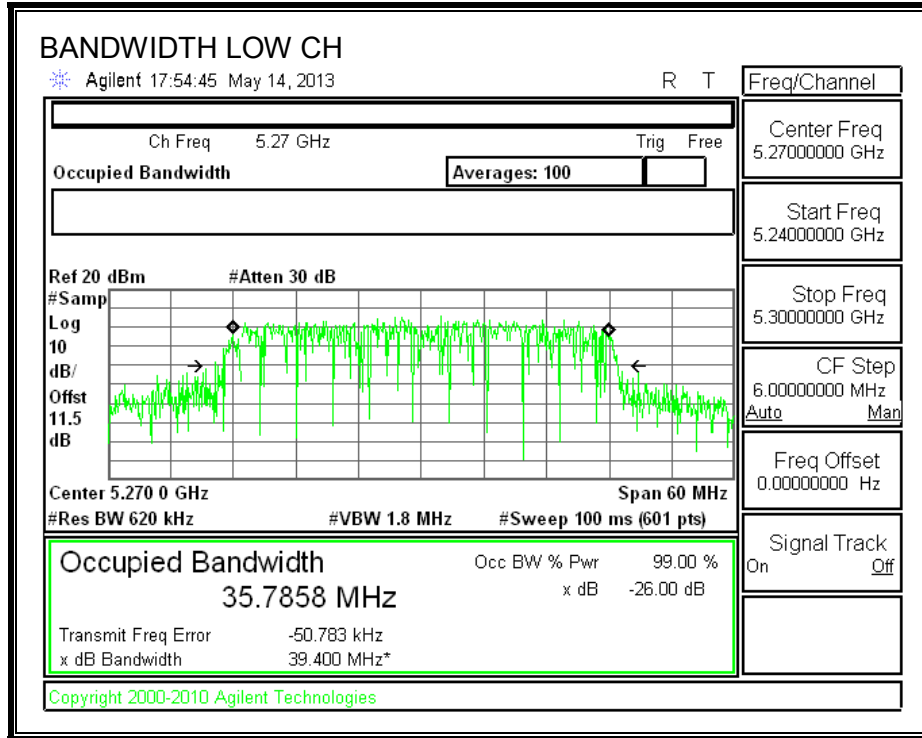 BANDWIDTH LOW CH
Agilent 17:54:45 May 14, 2013 R T
Freq/Channel
Ch Freq 5.27 GHz Trig Free
Occupied Bandwidth Averages: 100
Center Freq
5.27000000 GHz
Start Freq
5.24000000 GHz
Stop Freq
5.30000000 GHz
CF Step
6.00000000 MHz
Auto Man
Freq Offset
0.00000000 Hz
Signal Track
On Off
Ref 20 dBm #Atten 30 dB
#Samp
Log
10
dB/
Offst
11.5
dB
Center 5.270 0 GHz Span 60 MHz
#Res BW 620 kHz #VBW 1.8 MHz #Sweep 100 ms (601 pts)
Occupied Bandwidth Occ BW % Pwr 99.00 %
35.7858 MHz x dB -26.00 dB
Transmit Freq Error -50.783 kHz
x dB Bandwidth 39.400 MHz*
Copyright 2000-2010 Agilent Technologies